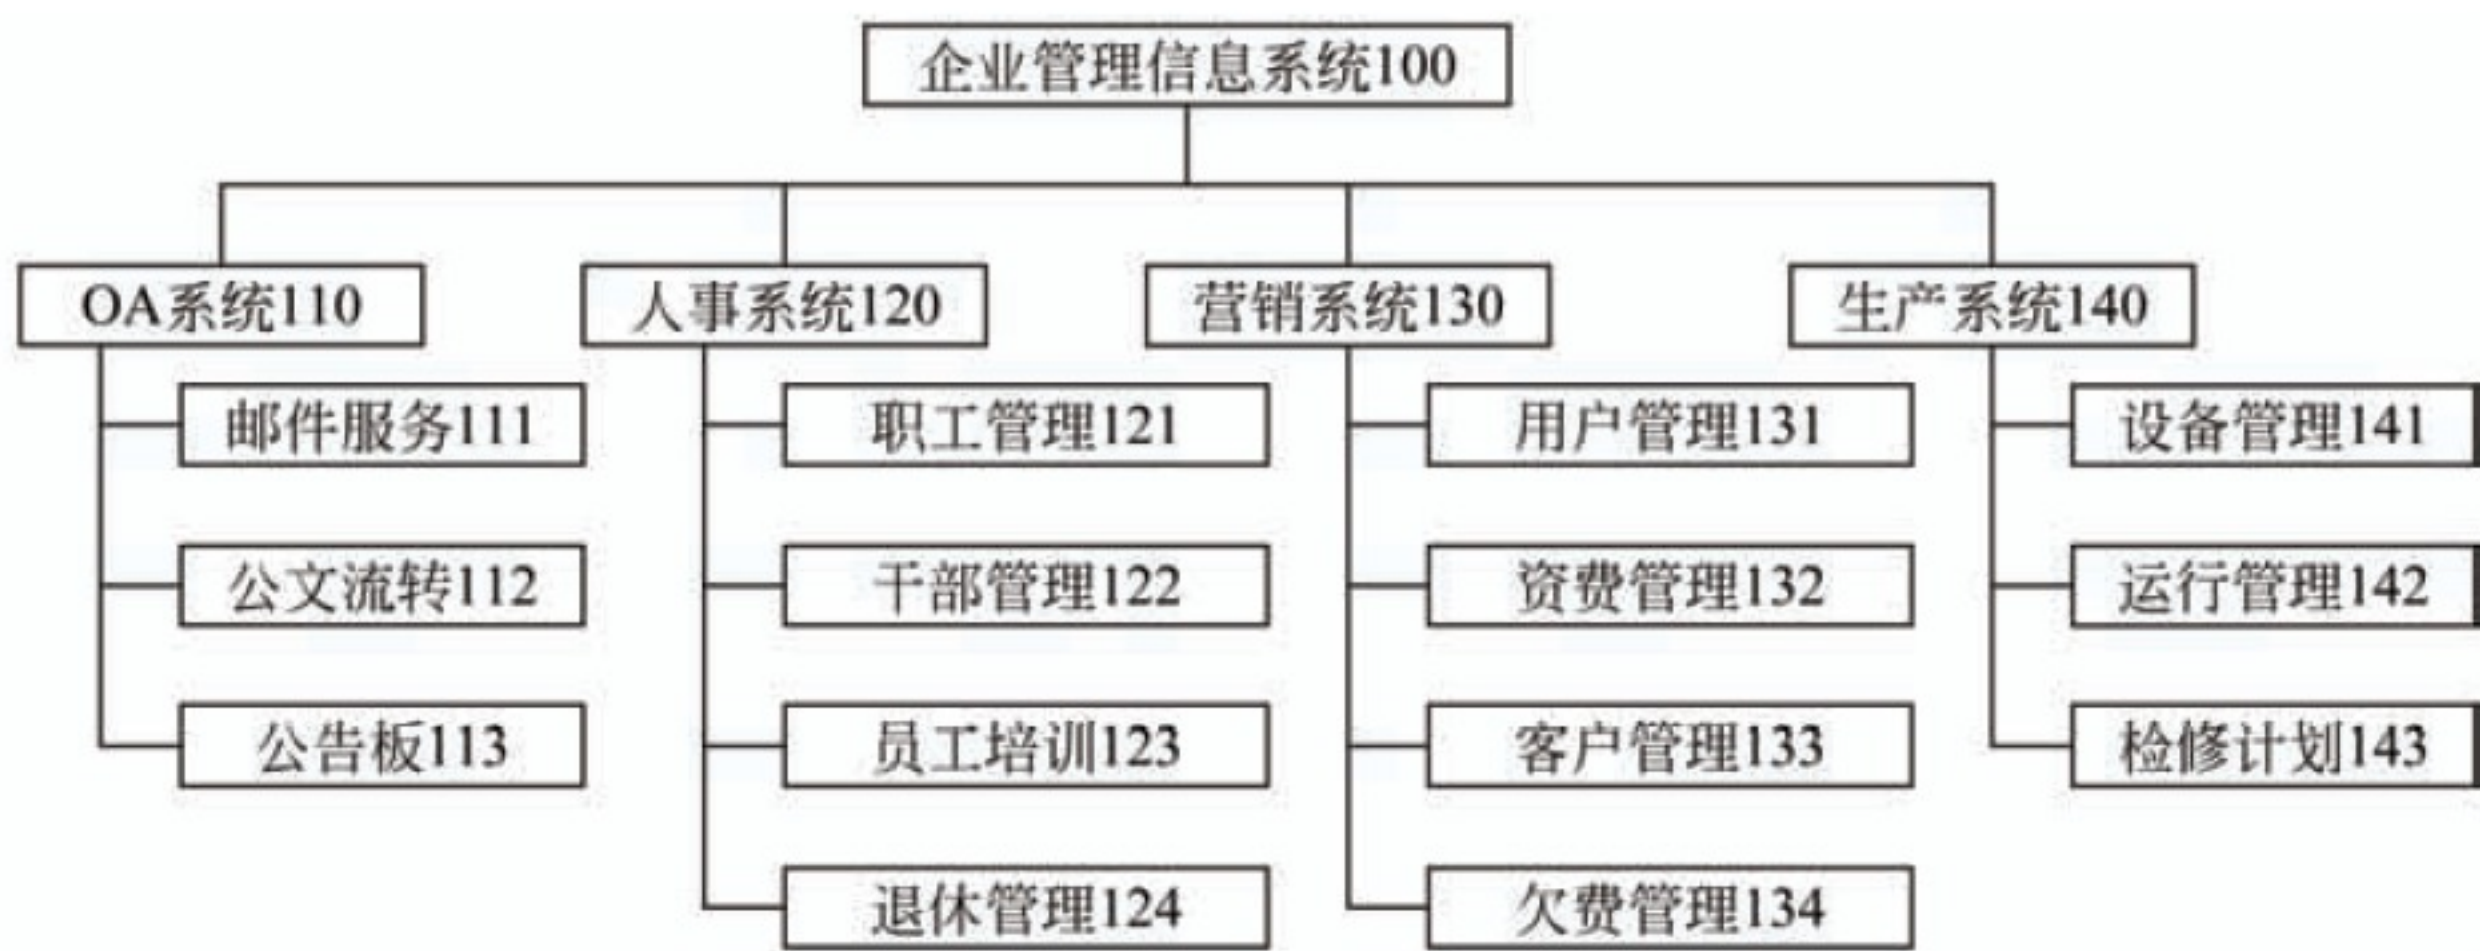 企业管理信息系统100
OA系统110
人事系统120
营销系统130
生产系统140
邮件服务111
职工管理121
用户管理131
设备管理141
公文流转112
干部管理122
资费管理132
运行管理142
公告板113
员工培训123
客户管理133
检修计划143
退休管理124
欠费管理134